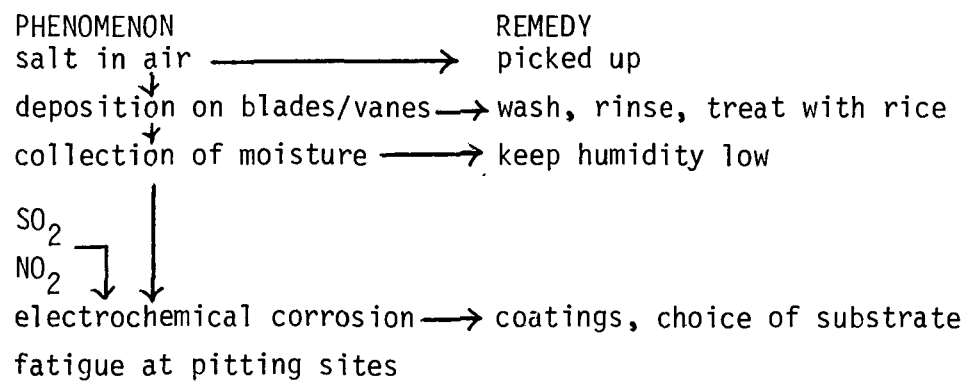 PHENOMENON REMEDY
salt in air picked up
deposition on blades/vanes wash, rinse, treat with rice
collection of moisture keep humidity low
SO2
NO2
electrochemical corrosion coatings, choice of substrate
fatigue at pitting sites